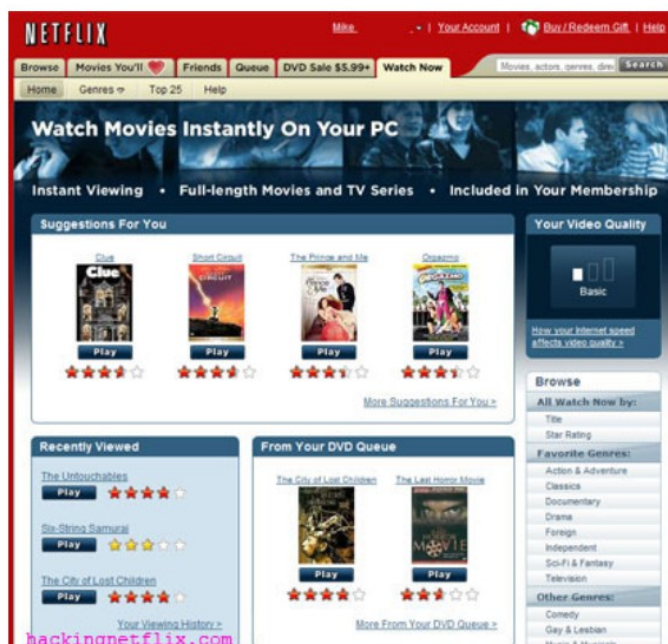 NETFLIX
Mike
Your Account | Buy / Redeem Gift | Help
Browse Movies You'll Friends Queue DVD Sale $5.99+ Watch Now
Movies, actors, genres, dire Search
Home Genres Top 25 Help
Watch Movies Instantly On Your PC
Instant Viewing • Full-length Movies and TV Series • Included in Your Membership
Suggestions For You
Clue
Short Circuit
The Prince and Me
Orgazmo
Clue
CIRCUIT
ORGAZMO
Play
Play
Play
Play
More Suggestions For You >
Your Video Quality
Basic
How your Internet speed
affects video quality >
Browse
All Watch Now by:
Title
Star Rating
Favorite Genres:
Action & Adventure
Classics
Documentary
Drama
Foreign
Independent
Sci-Fi & Fantasy
Television
Other Genres:
Comedy
Gay & Lesbian
Recently Viewed
The Untouchables
Play
Six-String Samurai
Play
The City of Lost Children
Play
Your Viewing History >
From Your DVD Queue
The City of Lost Children
The Last Horror Movie
MOVIE
Play
Play
More From Your DVD Queue >
hackingnetflix.com